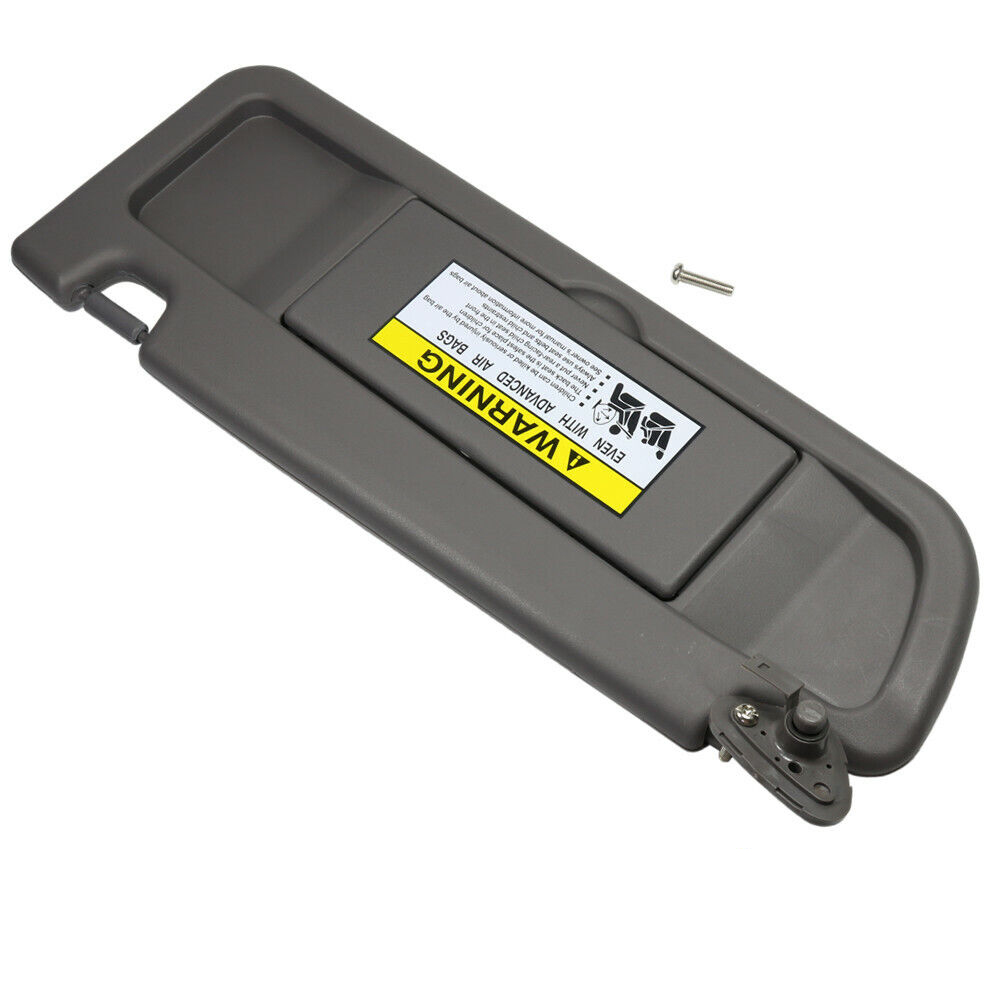 WARNING
EVEN WITH ADVANCED AIR BAGS
Children can be killed or seriously injured by the air bag
The back seat is the safest place for children
Never put a rear-facing child seat in the front
Always use seat belts and child restraints
See owner's manual for more information about air bags